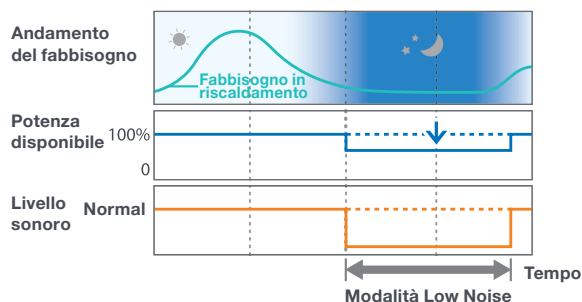 Andamento
del fabbisogno
Fabbisogno in
riscaldamento
Potenza
disponibile
100%
0
Livello
sonoro
Normal
Tempo
Modalità Low Noise